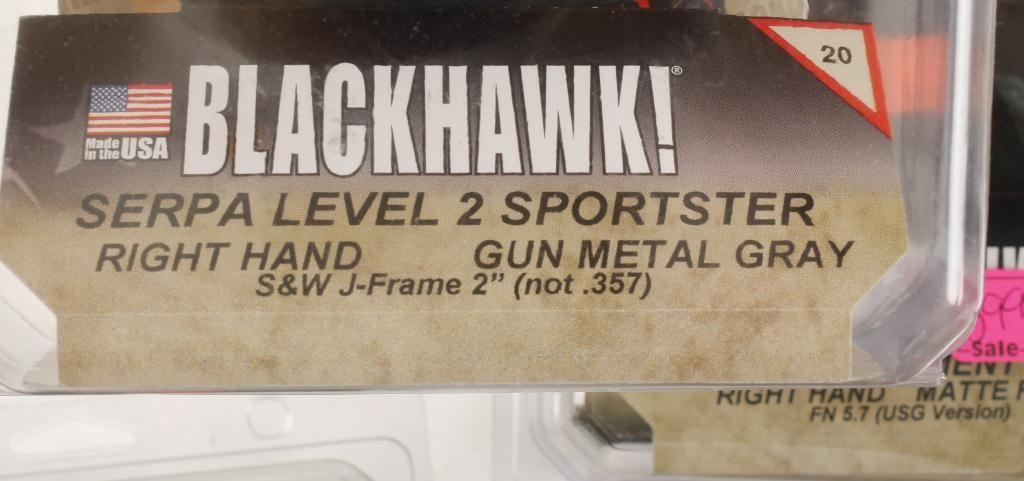 20
BLACKHAWK!®
Made
in the USA
SERPA LEVEL 2 SPORTSTER
RIGHT HAND GUN METAL GRAY
S&W J-Frame 2” (not .357)
Sale
RIGHT HAND MATTE
FN 5.7 (USG Version)